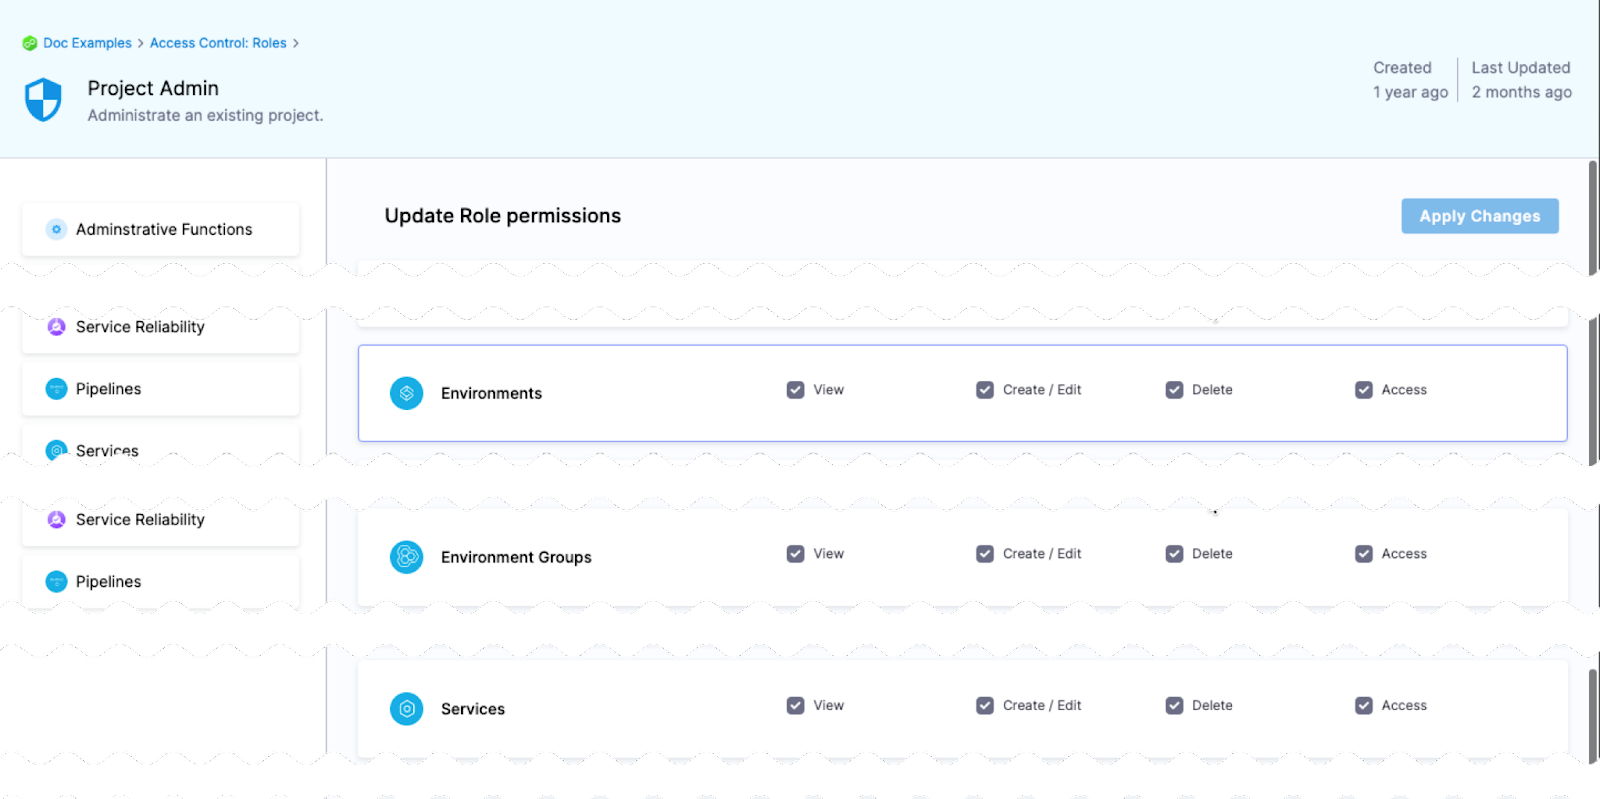 Doc Examples > Access Control: Roles >
Project Admin
Administrate an existing project.
Created
1 year ago
Last Updated
2 months ago
Adminstrative Functions
Update Role permissions
Apply Changes
Service Reliability
Pipelines
Services
Environments
View
Create / Edit
Delete
Access
Service Reliability
Pipelines
Environment Groups
View
Create / Edit
Delete
Access
Services
View
Create / Edit
Delete
Access